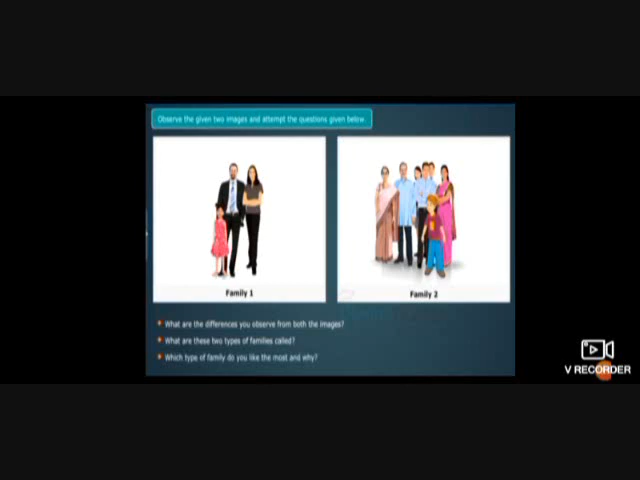 Observe the given two images and attempt the questions given below.
Family 1
Family 2
What are the differences you observe from both the images?
What are these two types of families called?
Which type of family do you like the most and why?
V RECORDER